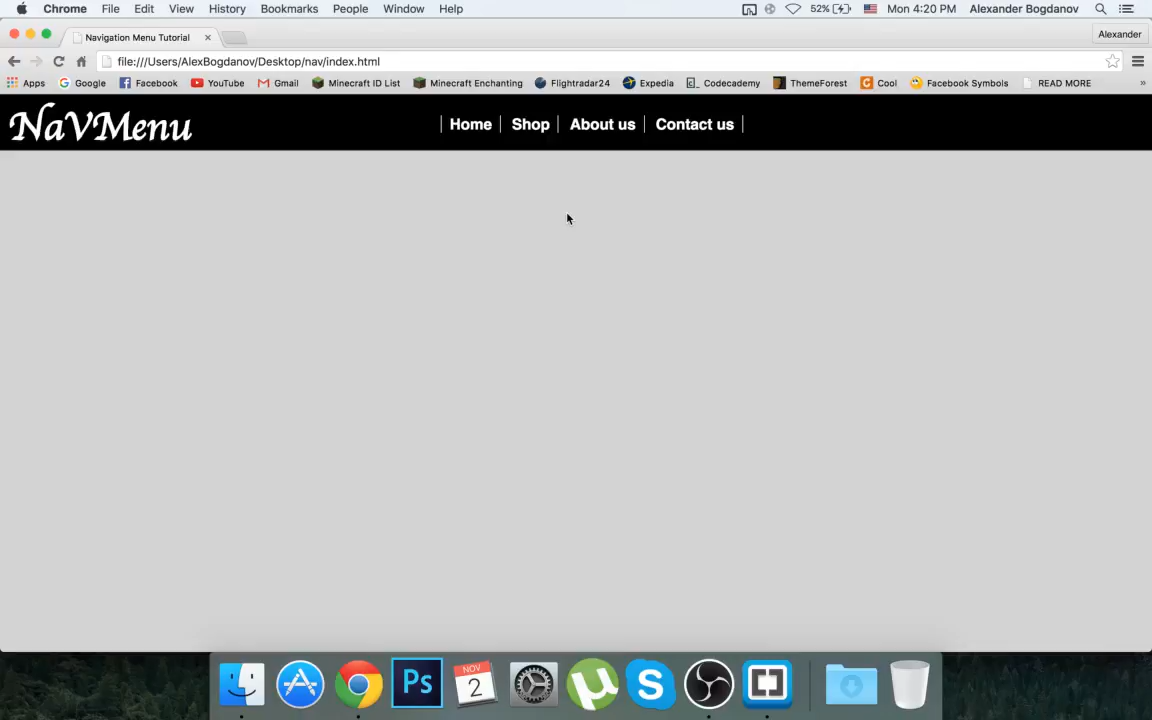 Chrome File Edit View History Bookmarks People Window Help 52% Mon 4:20 PM Alexander Bogdanov
Navigation Menu Tutorial Alexander
file:///Users/AlexBogdanov/Desktop/nav/index.html
Apps Google Facebook YouTube Gmail Minecraft ID List Minecraft Enchanting Flightradar24 Expedia Codecademy ThemeForest Cool Facebook Symbols READ MORE »
NaVMenu Home Shop About us Contact us
Ps NOV 2